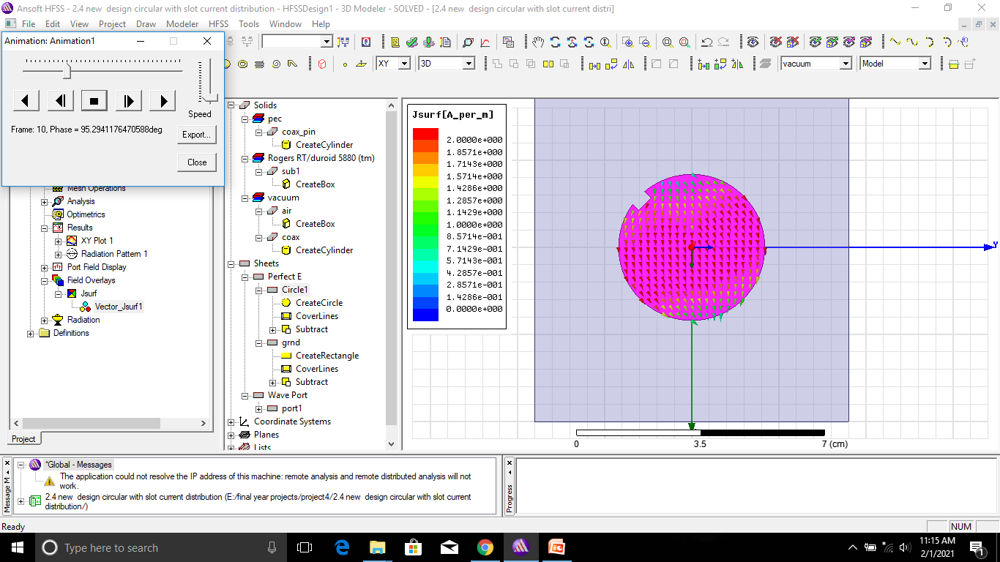 Ansoft HFSS - 2.4 new  design circular with slot current distribution - HFSSDesign1 - 3D Modeler - SOLVED - [2.4 new  design circular with slot current distri]
File Edit View Project Draw Modeler HFSS Tools Window Help
Animation: Animation1
XY
3D
vacuum
Model
Speed
Frame: 10, Phase = 95.2941176470588deg
Export...
Close
Mesh Operations
Analysis
Optimetrics
Results
XY Plot 1
Radiation Pattern 1
Port Field Display
Field Overlays
Jsurf
Vector_Jsurf1
Radiation
Definitions
Project
Solids
pec
coax_pin
CreateCylinder
Rogers RT/duroid 5880 (tm)
sub1
CreateBox
vacuum
air
CreateBox
coax
CreateCylinder
Sheets
Perfect E
Circle1
CreateCircle
CoverLines
Subtract
grnd
CreateRectangle
CoverLines
Subtract
Wave Port
port1
Coordinate Systems
Planes
Lists
Jsurf[A_per_m]
2.0000e+000
1.8571e+000
1.7143e+000
1.5714e+000
1.4286e+000
1.2857e+000
1.1429e+000
1.0000e+000
8.5714e-001
7.1429e-001
5.7143e-001
4.2857e-001
2.8571e-001
1.4286e-001
0.0000e+000
Y
0 3.5 7 (cm)
Message M
*Global - Messages
The application could not resolve the IP address of this machine: remote analysis and remote distributed analysis will not
work.
2.4 new  design circular with slot current distribution (E:/final year projects/project4/2.4 new  design circular with slot current
distribution/)
Progress
Ready
NUM
Type here to search
11:15 AM
2/1/2021
1